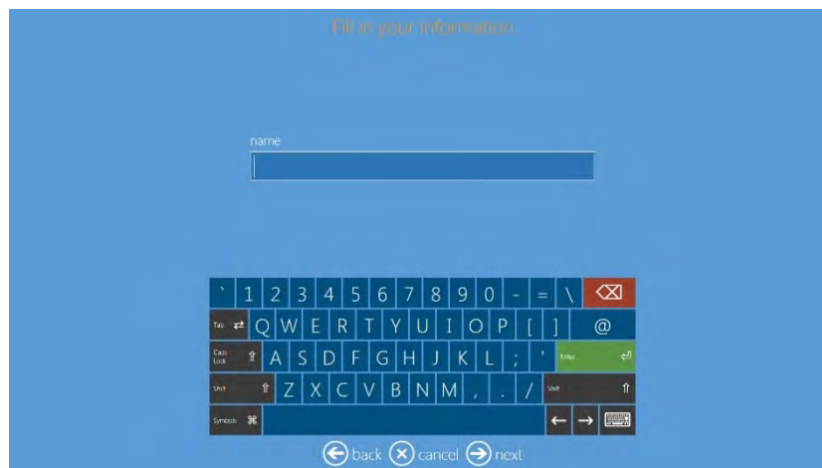 Fill in your information
name
` 1 2 3 4 5 6 7 8 9 0 - = \
Tab Q W E R T Y U I O P [ ] @
Caps Lock A S D F G H J K L ; ' Enter
Shift Z X C V B N M , . / Shift
Symbols
back cancel next